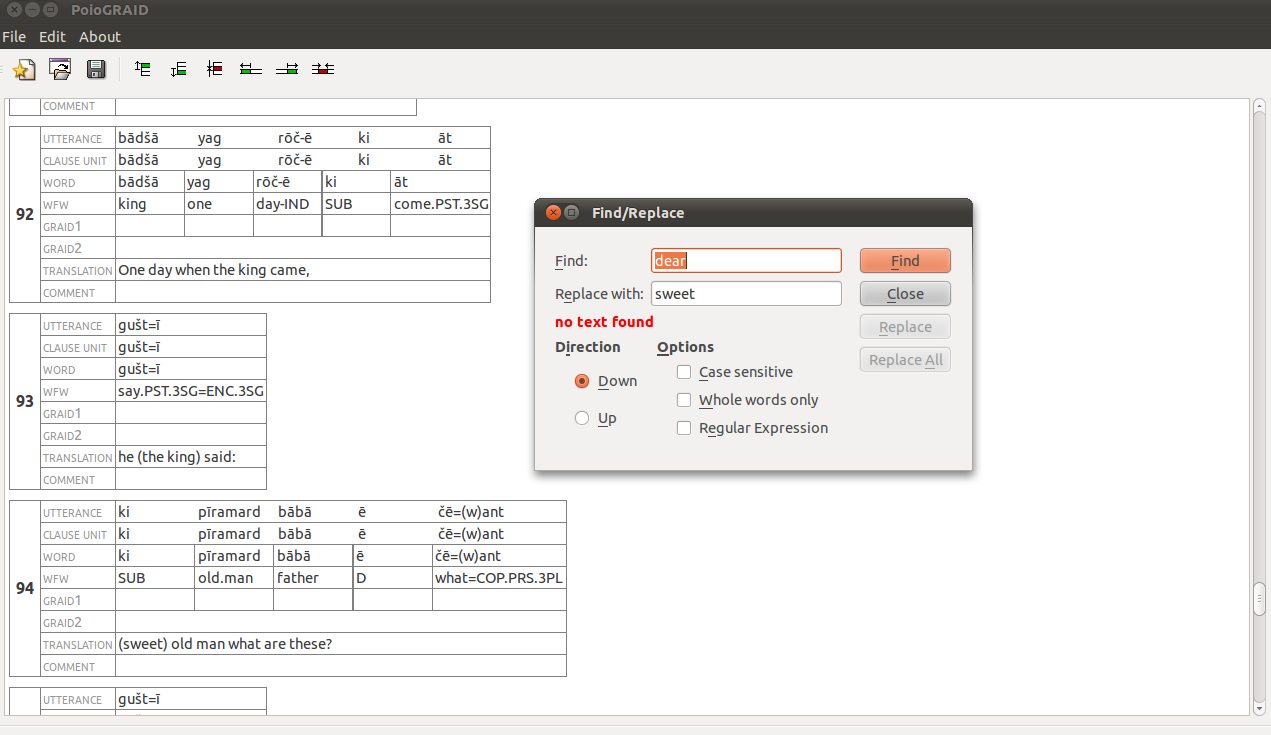 PoioGRAID
File Edit About
COMMENT
92
UTTERANCE bādšā yag rōč-ē ki āt
CLAUSE UNIT bādšā yag rōč-ē ki āt
WORD bādšā yag rōč-ē ki āt
WFW king one day-IND SUB come.PST.3SG
GRAID1
GRAID2
TRANSLATION One day when the king came,
COMMENT
93
UTTERANCE gušt=ī
CLAUSE UNIT gušt=ī
WORD gušt=ī
WFW say.PST.3SG=ENC.3SG
GRAID1
GRAID2
TRANSLATION he (the king) said:
COMMENT
94
UTTERANCE ki pīramard bābā ē čē=(w)ant
CLAUSE UNIT ki pīramard bābā ē čē=(w)ant
WORD ki pīramard bābā ē čē=(w)ant
WFW SUB old.man father D what=COP.PRS.3PL
GRAID1
GRAID2
TRANSLATION (sweet) old man what are these?
COMMENT
UTTERANCE gušt=ī
Find/Replace
Find: dear Find
Replace with: sweet Close
no text found Replace
Direction Options Replace All
Down Case sensitive
Up Whole words only
Regular Expression